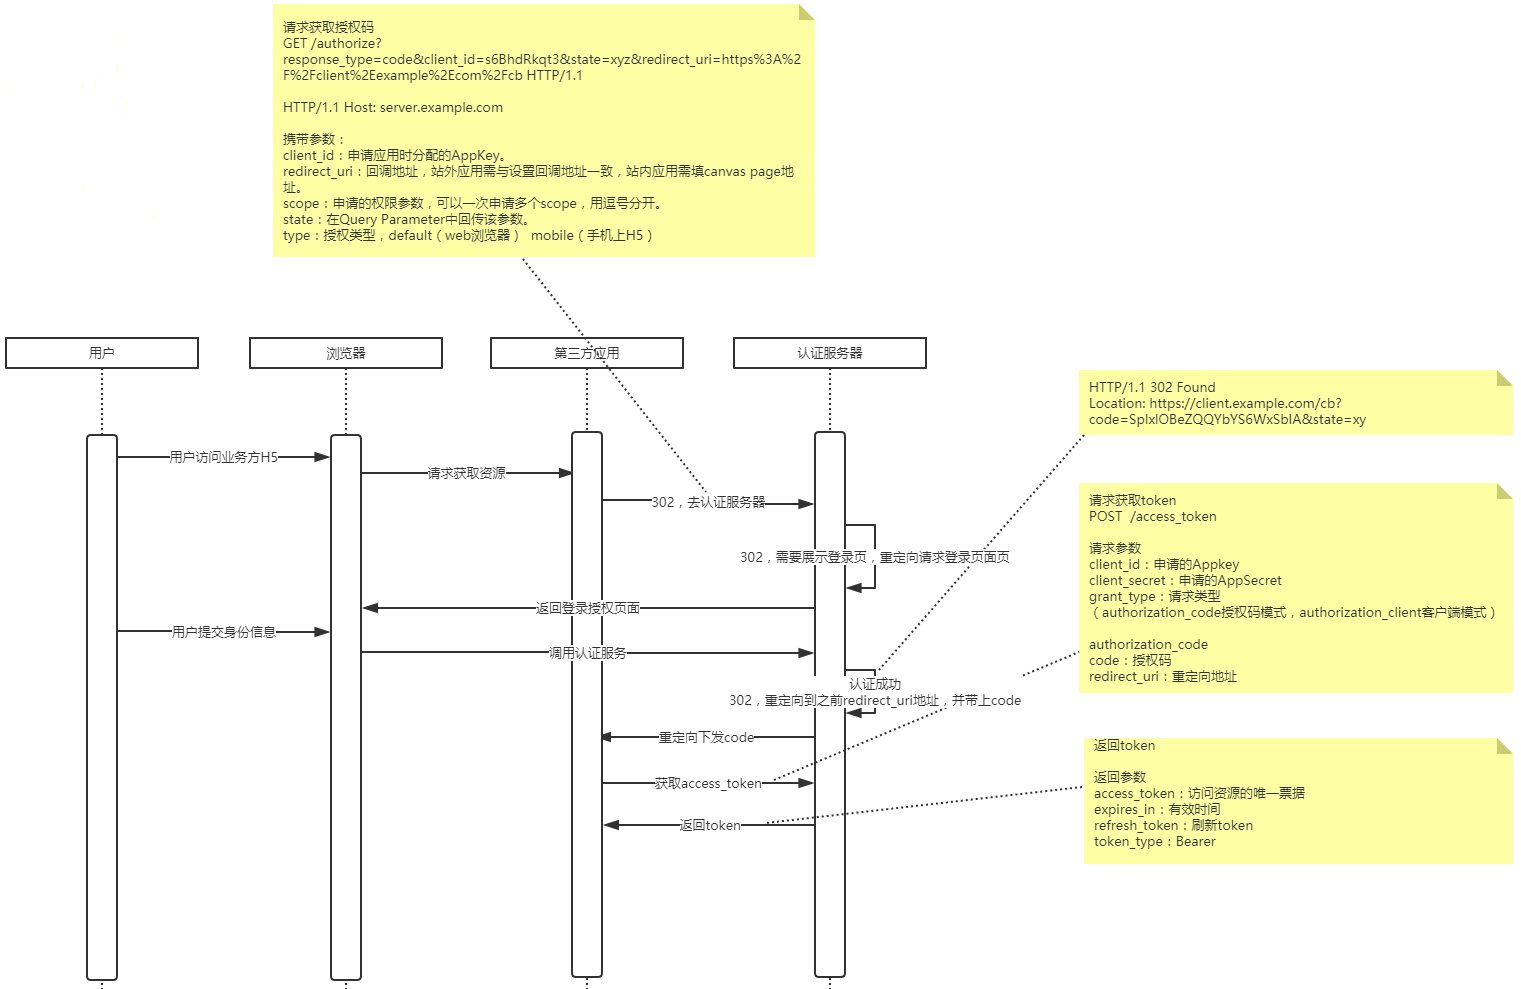 请求获取授权码
GET /authorize?
response_type=code&client_id=s6BhdRkqt3&state=xyz&redirect_uri=https%3A%2
F%2Fclient%2Eexample%2Ecom%2Fcb HTTP/1.1
HTTP/1.1 Host: server.example.com
携带参数：
client_id：申请应用时分配的AppKey。
redirect_uri：回调地址，站外应用需与设置回调地址一致，站内应用需填canvas page地
址。
scope：申请的权限参数，可以一次申请多个scope，用逗号分开。
state：在Query Parameter中回传该参数。
type：授权类型，default（web浏览器） mobile（手机上H5）
用户
浏览器
第三方应用
认证服务器
HTTP/1.1 302 Found
Location: https://client.example.com/cb?
code=SplxlOBeZQQYbYS6WxSbIA&state=xy
用户访问业务方H5
请求获取资源
302，去认证服务器
302，需要展示登录页，重定向请求登录页面页
返回登录授权页面
用户提交身份信息
调用认证服务
认证成功
302，重定向到之前redirect_uri地址，并带上code
重定向下发code
获取access_token
返回token
请求获取token
POST  /access_token
请求参数
client_id：申请的Appkey
client_secret：申请的AppSecret
grant_type：请求类型
（authorization_code授权码模式，authorization_client客户端模式）
authorization_code
code：授权码
redirect_uri：重定向地址
返回token
返回参数
access_token：访问资源的唯一票据
expires_in：有效时间
refresh_token：刷新token
token_type：Bearer